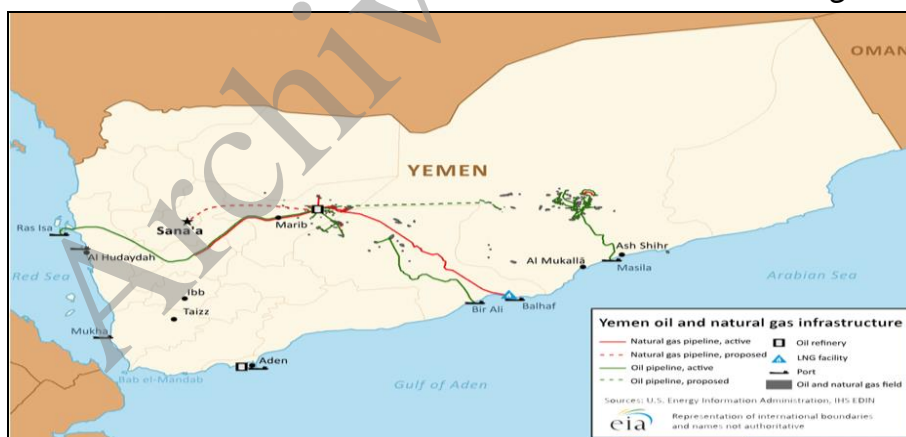 Archiv
OMAN
YEMEN
Ras Isa
Sana'a
Marib
Al Hudaydah
Red Sea
Ibb
Taizz
Mukha
Bab el-Mandab
Aden
Gulf of Aden
Bir Ali
Balhaf
Al Mukallā
Ash Shihr
Masila
Arabian Sea
Yemen oil and natural gas infrastructure
Natural gas pipeline, active
Natural gas pipeline, proposed
Oil pipeline, active
Oil pipeline, proposed
Oil refinery
LNG facility
Port
Oil and natural gas field
Sources: U.S. Energy Information Administration, IHS EDIN
eia
Representation of international boundaries
and names not authoritative